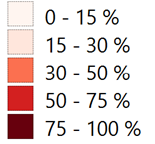 0 - 15 %
15 - 30 %
30 - 50 %
50 - 75 %
75 - 100 %